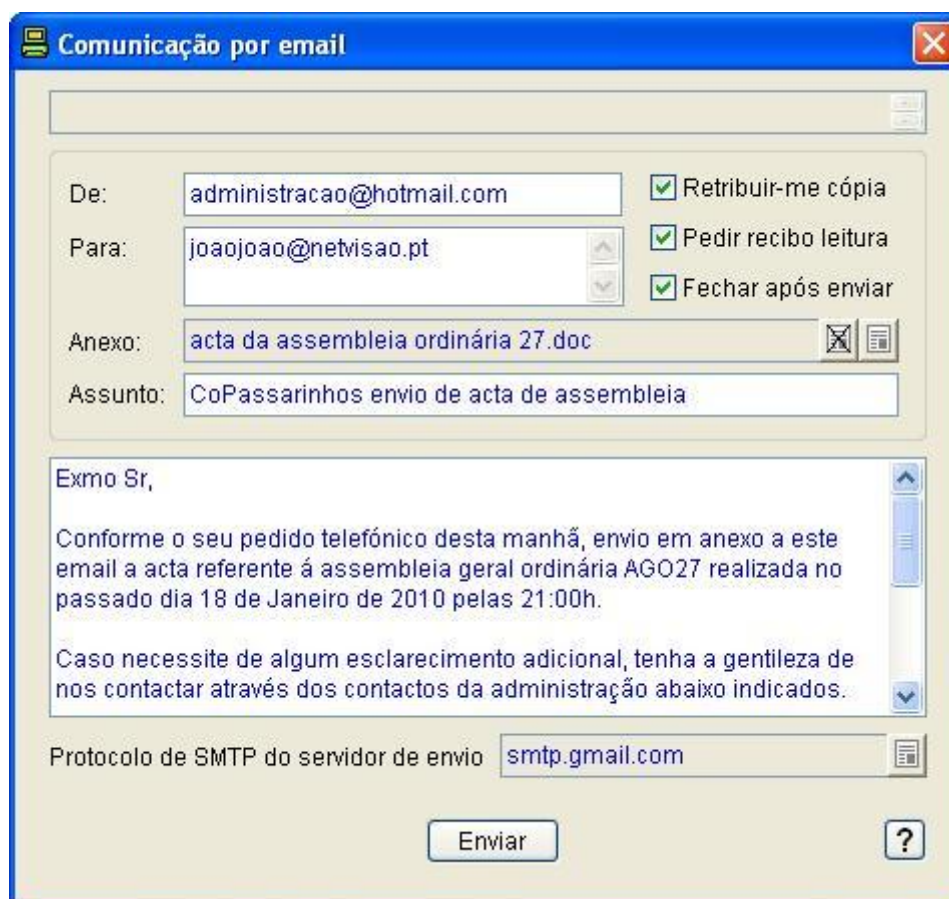 Comunicação por email
De:
administracao@hotmail.com
Retribuir-me cópia
Para:
joaojoao@netvisão.pt
Pedir recibo leitura
Fechar após enviar
Anexo:
acta da assembleia ordinária 27.doc
Assunto:
CoPassarinhos envio de acta de assembleia
Exmo Sr,
Conforme o seu pedido telefónico desta manhã, envio em anexo a este
email a acta referente á assembleia geral ordinária AGO27 realizada no
passado dia 18 de Janeiro de 2010 pelas 21:00h.
Caso necessite de algum esclarecimento adicional, tenha a gentileza de
nos contactar através dos contactos da administração abaixo indicados.
Protocolo de SMTP do servidor de envio
smtp.gmail.com
Enviar
?